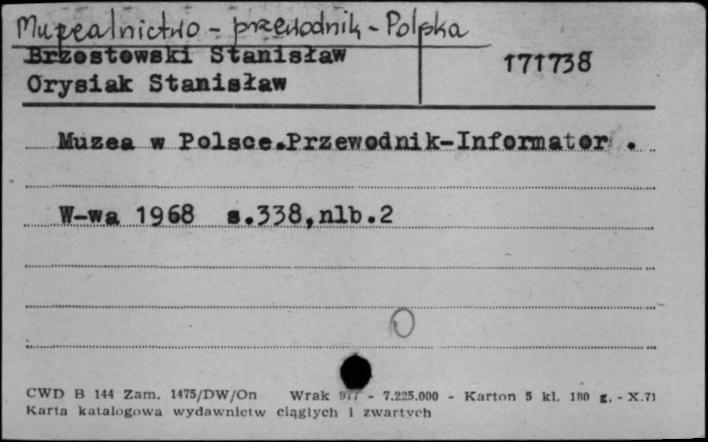 Muzealnictwo - przewodnik - Polska
Brzostowski Stanisław 171738
Orysiak Stanisław
Muzea w Polsce.Przewodnik-Informator .
W-wa 1968 s.338,nlb.2
CWD B 144 Zam. 1475/DW/On Wrak 977 - 7.225.000 - Karton 5 kl. 180 g. - X.71
Karta katalogowa wydawnictw ciągłych i zwartych